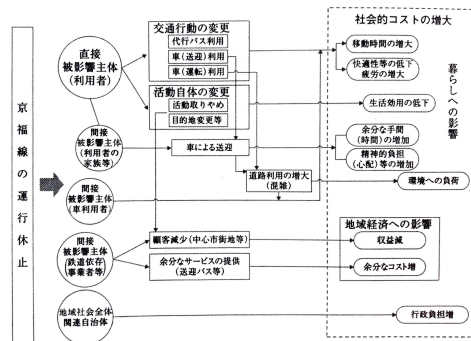 京福線の運行休止
直接
被影響主体
(利用者)
間接
被影響主体
(利用者の
家族等)
間接
被影響主体
(車利用者)
間接
被影響主体
(鉄道依存
事業者等)
地域社会全体
関連自治体
交通行動の変更
代行バス利用
車(送迎)利用
車(運転)利用
活動自体の変更
活動取りやめ
目的地変更等
車による送迎
道路利用の増大
(混雑)
顧客減少(中心市街地等)
余分なサービスの提供
(送迎バス等)
社会的コストの増大
移動時間の増大
快適性等の低下
疲労の増大
生活効用の低下
余分な手間
(時間)の増加
精神的負担
(心配)等の増加
環境への負荷
暮らしへの影響
地域経済への影響
収益減
余分なコスト増
行政負担増